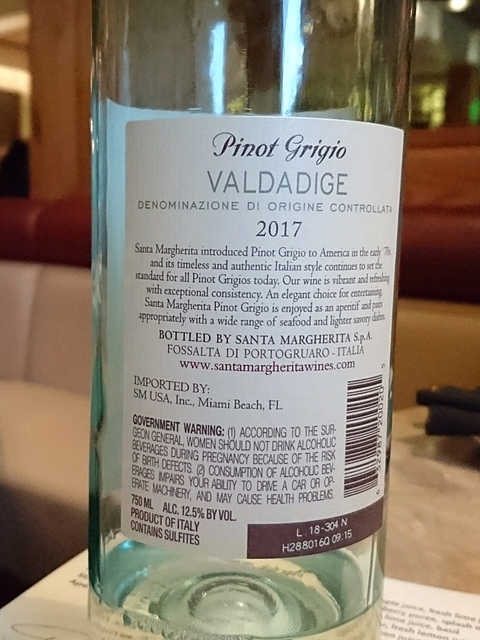 Pinot Grigio
VALDADIGE
DENOMINAZIONE DI ORIGINE CONTROLLATA
2017
Santa Margherita introduced Pinot Grigio to America in the early '70s,
and its timeless and authentic Italian style continues to set the
standard for all Pinot Grigios today. Our wine is vibrant and refreshing
with exceptional consistency. An elegant choice for entertaining,
Santa Margherita Pinot Grigio is enjoyed as an aperitif and pairs
appropriately with a wide range of seafood and lighter savory dishes.
BOTTLED BY SANTA MARGHERITA S.p.A.
FOSSALTA DI PORTOGRUARO - ITALIA
www.santamargheritawines.com
IMPORTED BY:
SM USA, Inc., Miami Beach, FL
GOVERNMENT WARNING: (1) ACCORDING TO THE SUR-
GEON GENERAL, WOMEN SHOULD NOT DRINK ALCOHOLIC
BEVERAGES DURING PREGNANCY BECAUSE OF THE RISK
OF BIRTH DEFECTS. (2) CONSUMPTION OF ALCOHOLIC BEV-
ERAGES IMPAIRS YOUR ABILITY TO DRIVE A CAR OR OP-
ERATE MACHINERY, AND MAY CAUSE HEALTH PROBLEMS.
750 ML ALC. 12.5% BY VOL.
PRODUCT OF ITALY
CONTAINS SULFITES
L 18-304 N
H288016Q 09:15
juice, fresh lime
lime juice, basil